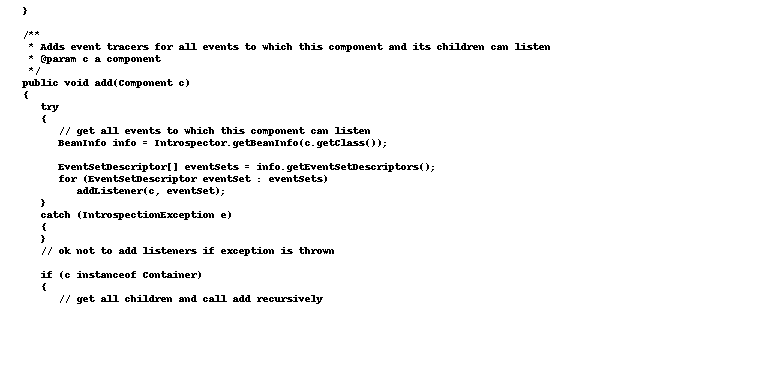 }

/**
 * Adds event tracers for all events to which this component and its children can listen
 * @param c a component
 */
public void add(Component c)
{
   try
   {
      // get all events to which this component can listen
      BeanInfo info = Introspector.getBeanInfo(c.getClass());

      EventSetDescriptor[] eventSets = info.getEventSetDescriptors();
      for (EventSetDescriptor eventSet : eventSets)
         addListener(c, eventSet);
   }
   catch (IntrospectionException e)
   {
   }
   // ok not to add listeners if exception is thrown

   if (c instanceof Container)
   {
      // get all children and call add recursively